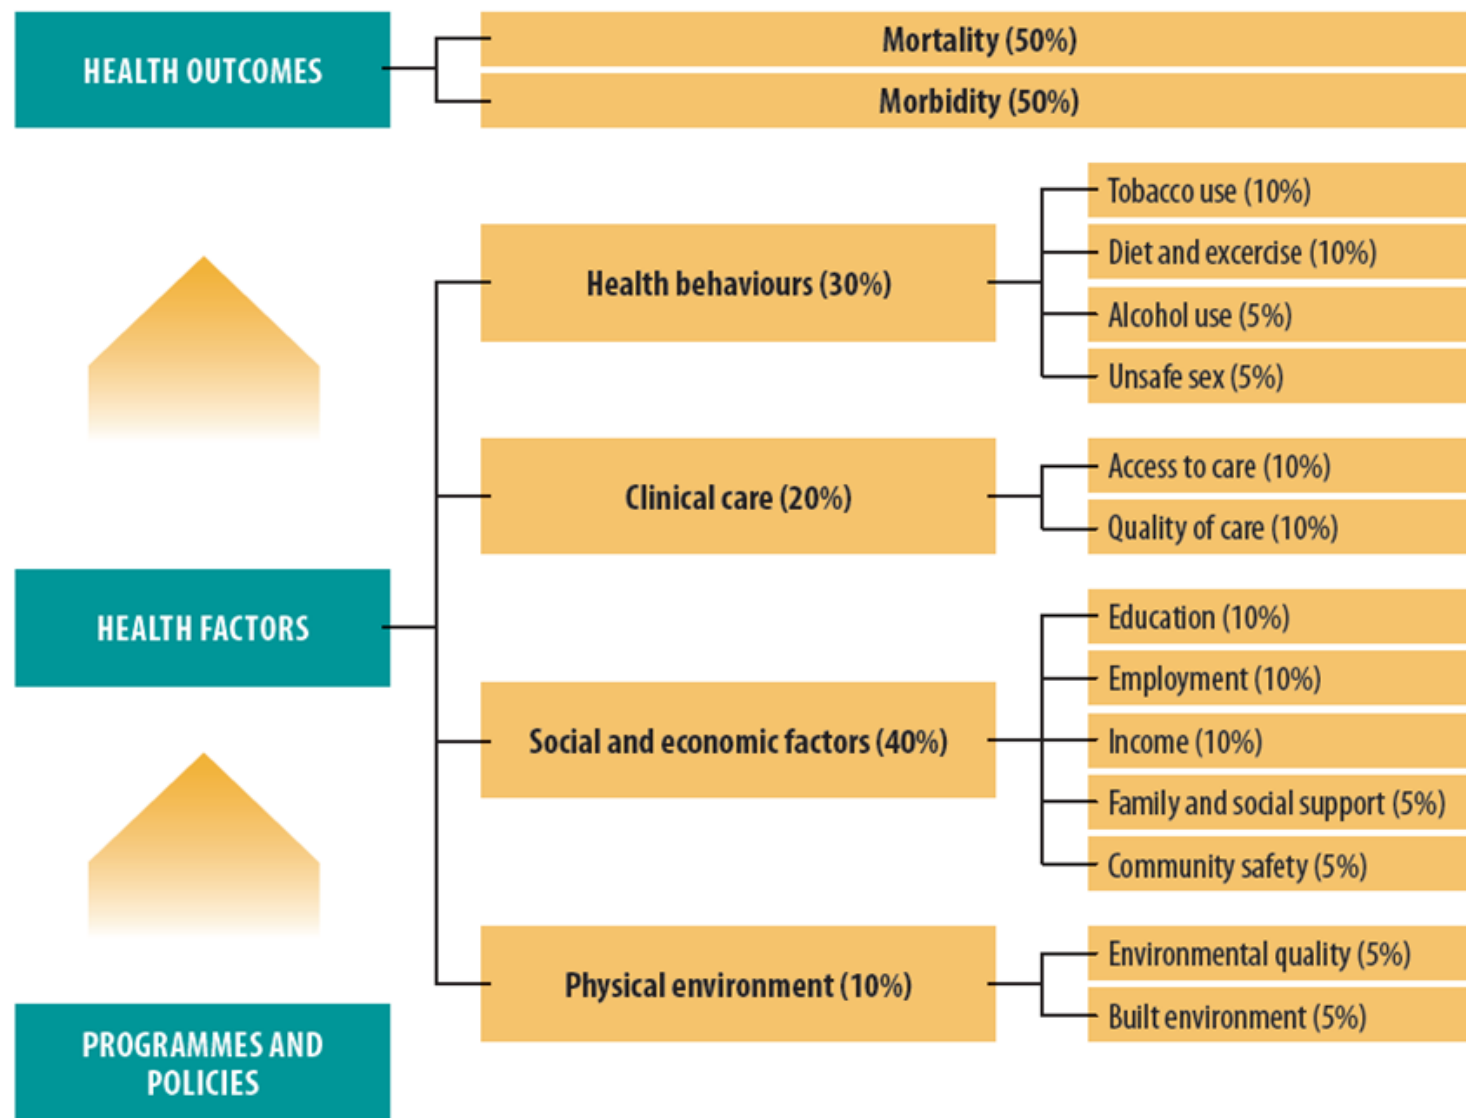 HEALTH OUTCOMES
Mortality (50%)
Morbidity (50%)
HEALTH FACTORS
Health behaviours (30%)
Tobacco use (10%)
Diet and excercise (10%)
Alcohol use (5%)
Unsafe sex (5%)
Clinical care (20%)
Access to care (10%)
Quality of care (10%)
Social and economic factors (40%)
Education (10%)
Employment (10%)
Income (10%)
Family and social support (5%)
Community safety (5%)
Physical environment (10%)
Environmental quality (5%)
Built environment (5%)
PROGRAMMES AND
POLICIES